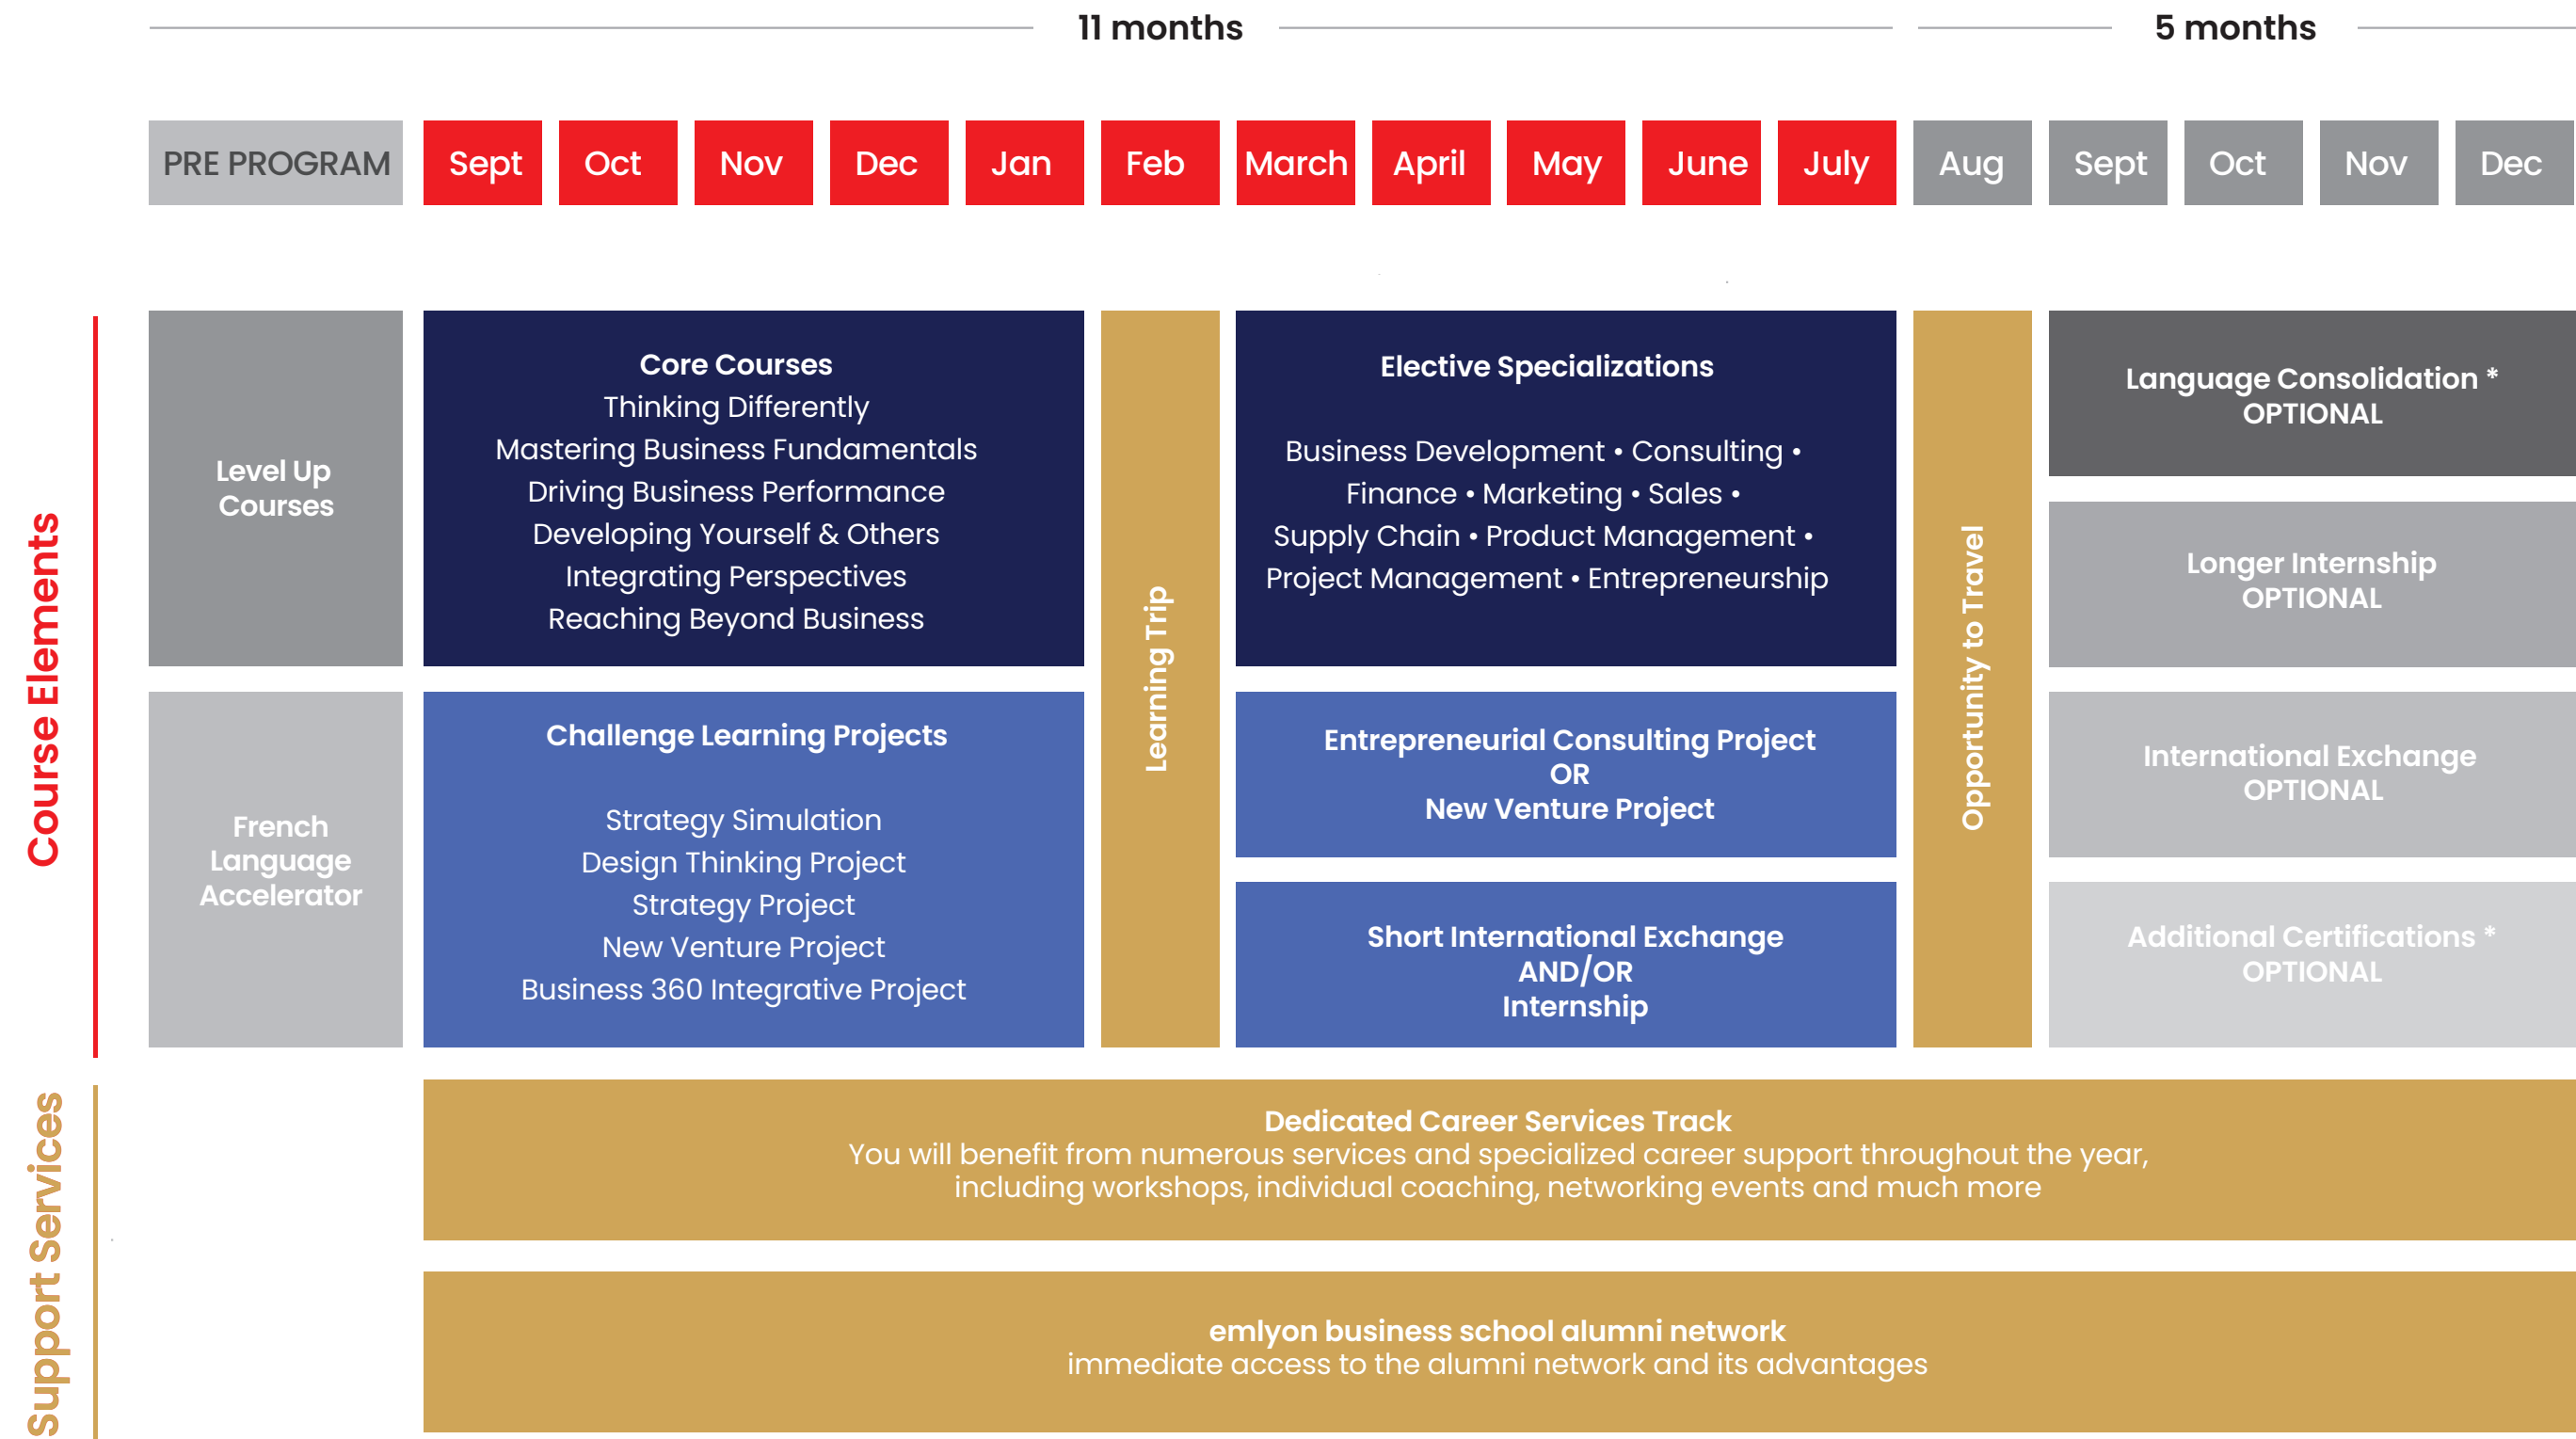 11 months
5 months
PRE PROGRAM
Sept
Oct
Nov
Dec
Jan
Feb
March
April
May
June
July
Aug
Sept
Oct
Nov
Dec
Course Elements
Level Up
Courses
French
Language
Accelerator
Core Courses
Thinking Differently
Mastering Business Fundamentals
Driving Business Performance
Developing Yourself & Others
Integrating Perspectives
Reaching Beyond Business
Challenge Learning Projects
Strategy Simulation
Design Thinking Project
Strategy Project
New Venture Project
Business 360 Integrative Project
Learning Trip
Elective Specializations
Business Development • Consulting •
Finance • Marketing • Sales •
Supply Chain • Product Management •
Project Management • Entrepreneurship
Entrepreneurial Consulting Project
OR
New Venture Project
Short International Exchange
AND/OR
Internship
Opportunity to Travel
Language Consolidation *
OPTIONAL
Longer Internship
OPTIONAL
International Exchange
OPTIONAL
Additional Certifications *
OPTIONAL
Support Services
Dedicated Career Services Track
You will benefit from numerous services and specialized career support throughout the year,
including workshops, individual coaching, networking events and much more
emlyon business school alumni network
immediate access to the alumni network and its advantages